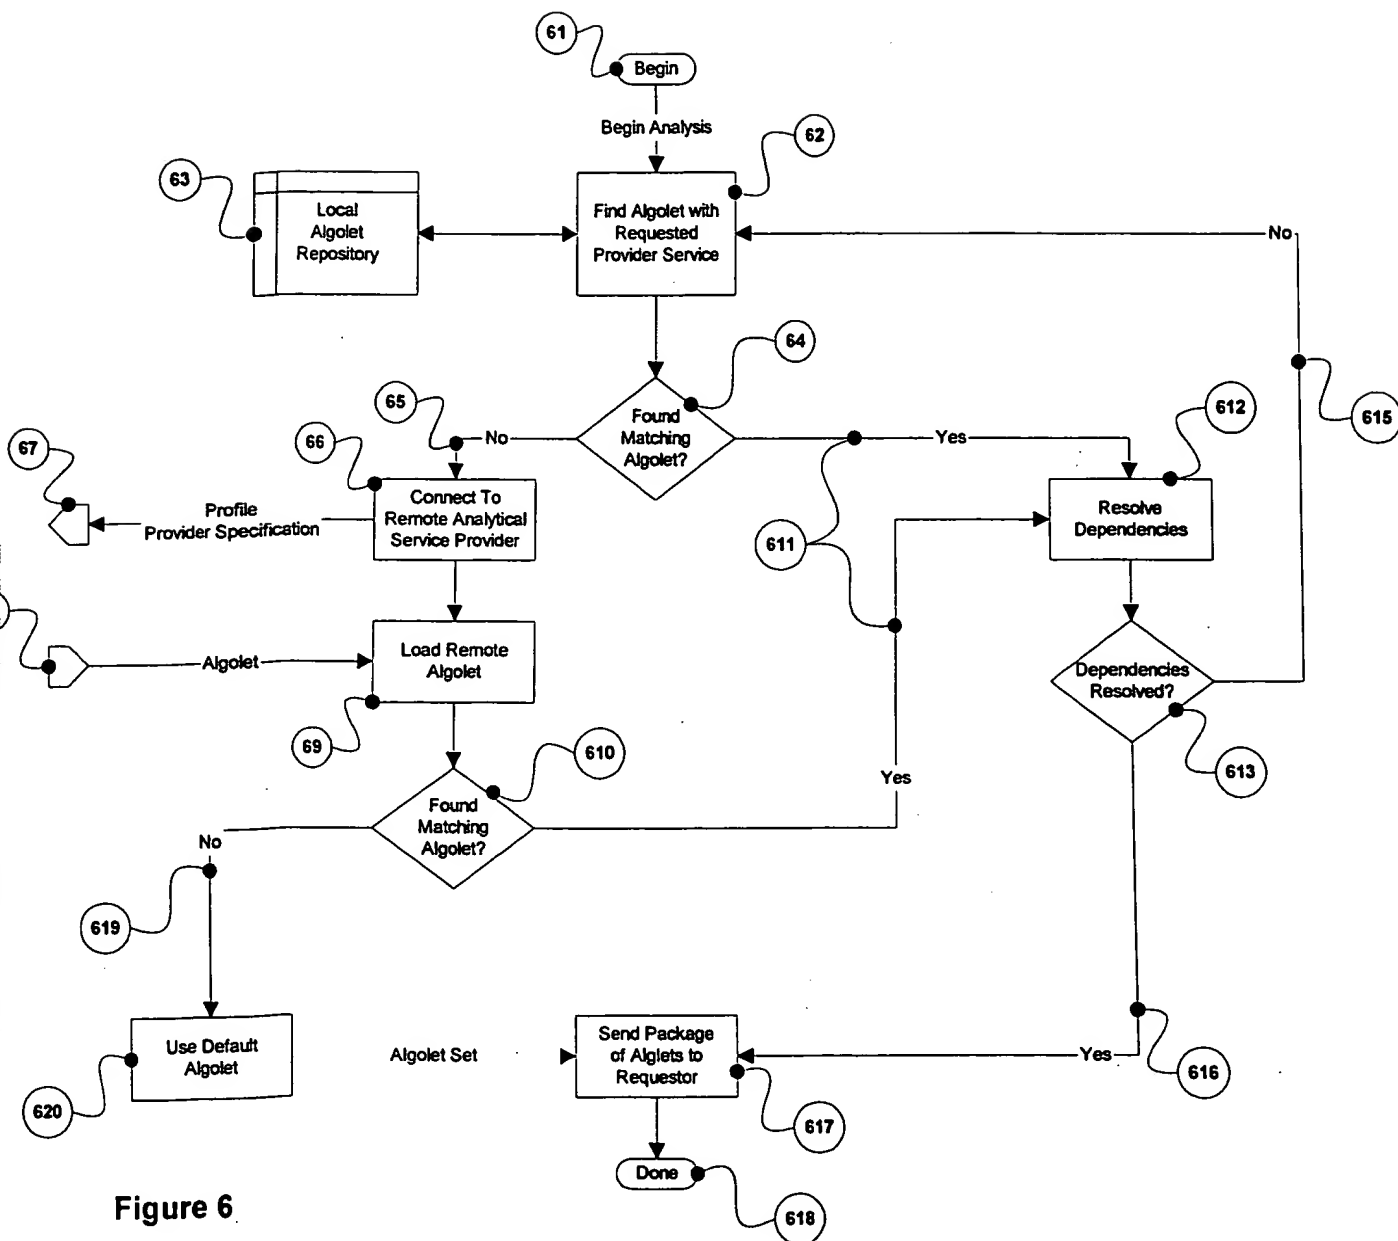 61
Begin
Begin Analysis
62
63
Local
Algolet
Repository
Find Algolet with
Requested
Provider Service
No
64
65
Found
Matching
Algolet?
No
Yes
612
615
66
67
Profile
Provider Specification
Connect To
Remote Analytical
Service Provider
Resolve
Dependencies
611
Algolet
Load Remote
Algolet
Dependencies
Resolved?
69
610
613
Yes
Found
Matching
Algolet?
No
619
Use Default
Algolet
Algolet Set
Send Package
of Alglets to
Requestor
Yes
616
620
617
Done
618
Figure 6